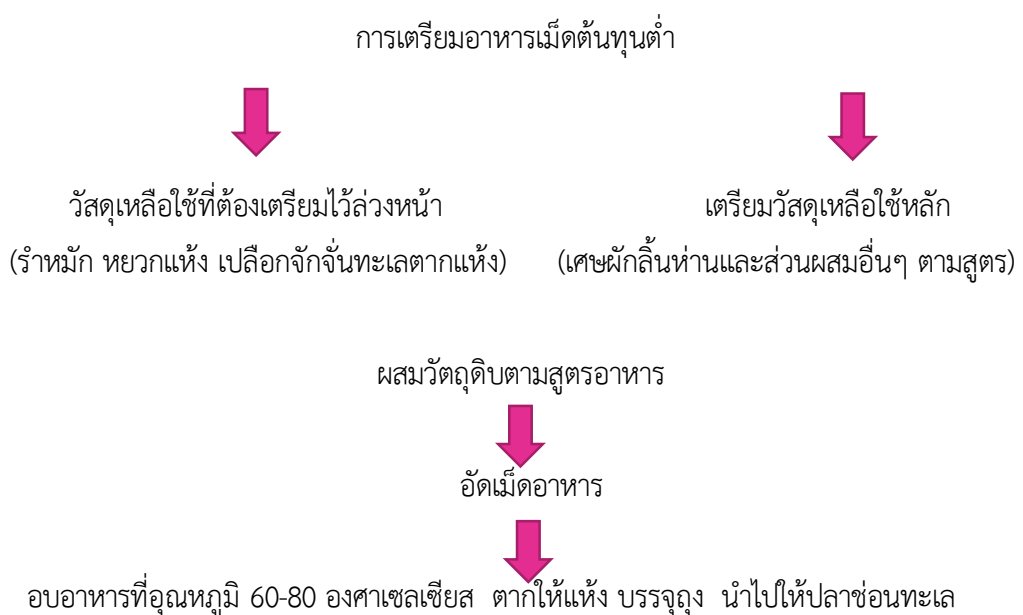 การเตรียมอาหารเม็ดต้นทุนต่ำ
วัสดุเหลือใช้ที่ต้องเตรียมไว้ล่วงหน้า
(รำหมัก หยวกแห้ง เปลือกจักจั่นทะเลตากแห้ง)
เตรียมวัสดุเหลือใช้หลัก
(เศษผักลิ้นห่านและส่วนผสมอื่นๆ ตามสูตร)
ผสมวัตถุดิบตามสูตรอาหาร
อัดเม็ดอาหาร
อบอาหารที่อุณหภูมิ 60-80 องศาเซลเซียส ตากให้แห้ง บรรจุถุง นำไปให้ปลาช่อนทะเล